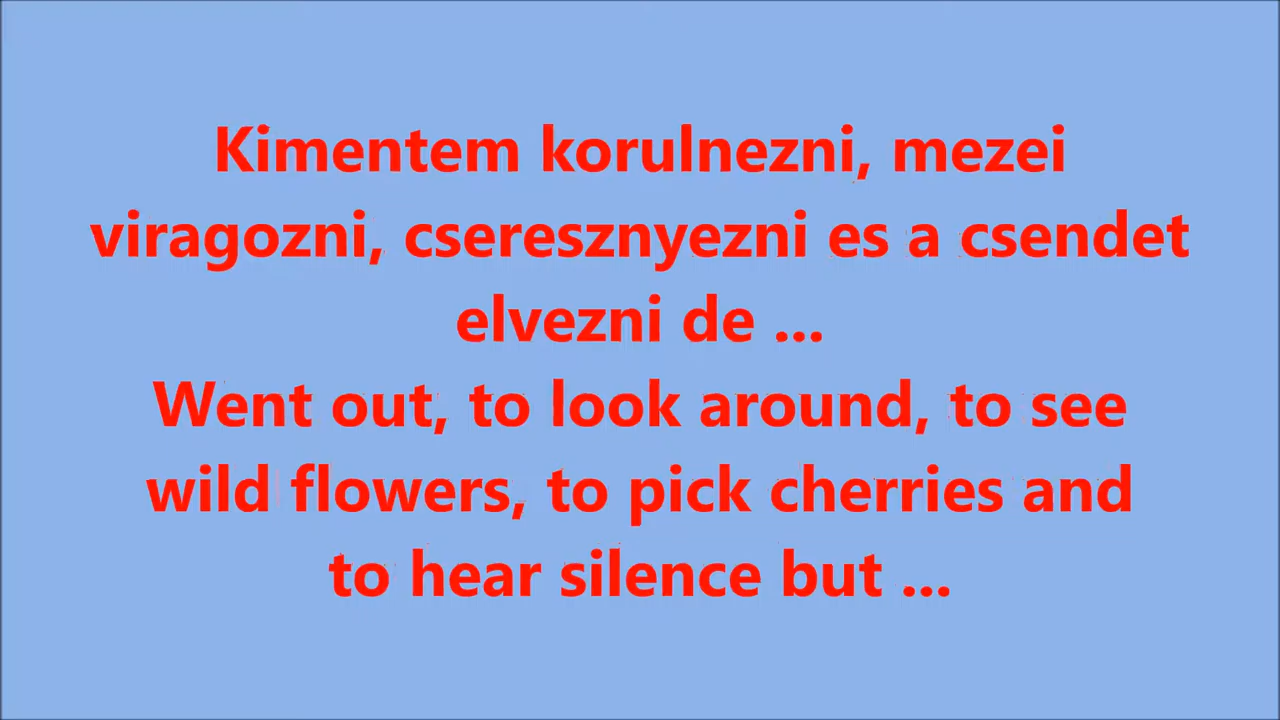 Kimentem korulnezni, mezei
viragozni, cseresznyezni es a csendet
elvezni de ...
Went out, to look around, to see
wild flowers, to pick cherries and
to hear silence but ...